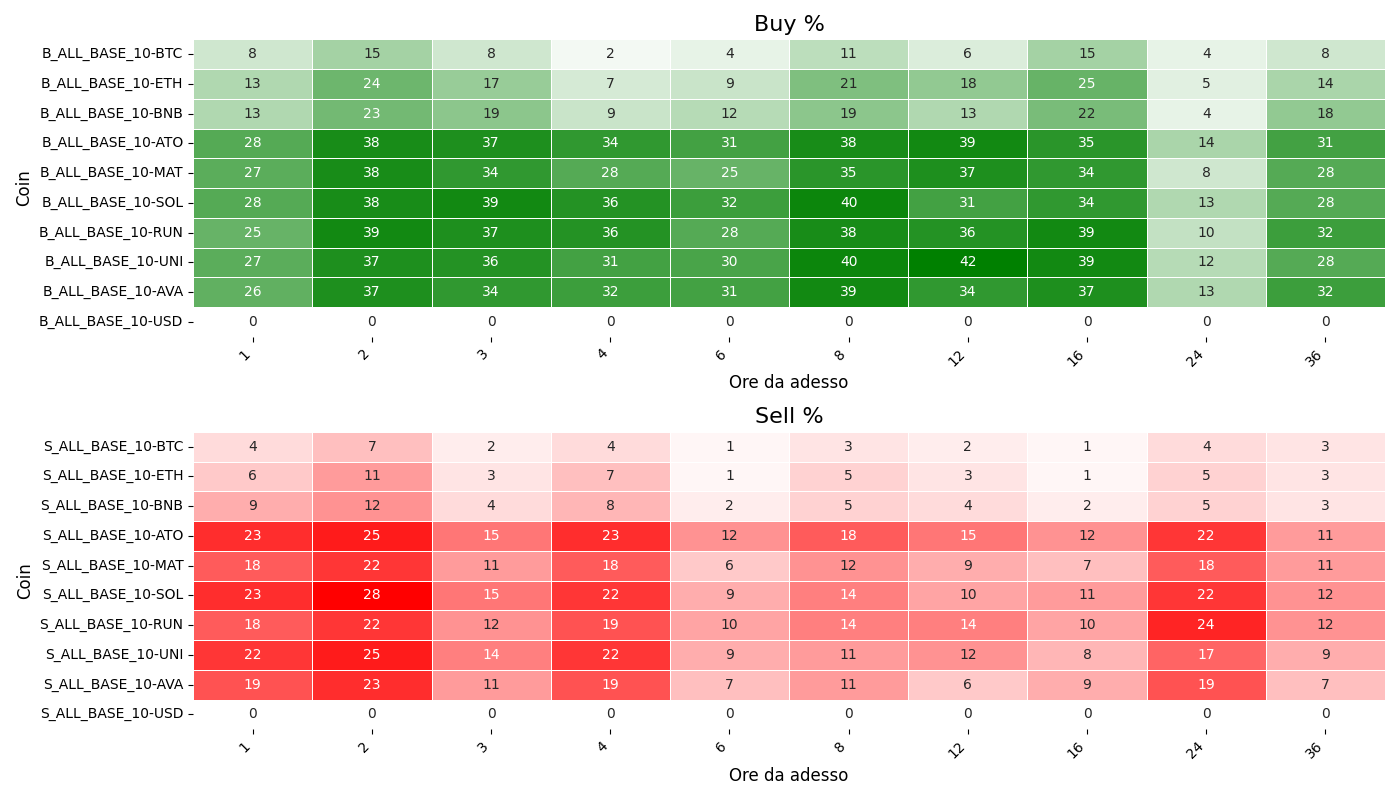 Buy %
Coin
B_ALL_BASE_10-BTC 8 15 8 2 4 11 6 15 4 8
B_ALL_BASE_10-ETH 13 24 17 7 9 21 18 25 5 14
B_ALL_BASE_10-BNB 13 23 19 9 12 19 13 22 4 18
B_ALL_BASE_10-ATO 28 38 37 34 31 38 39 35 14 31
B_ALL_BASE_10-MAT 27 38 34 28 25 35 37 34 8 28
B_ALL_BASE_10-SOL 28 38 39 36 32 40 31 34 13 28
B_ALL_BASE_10-RUN 25 39 37 36 28 38 36 39 10 32
B_ALL_BASE_10-UNI 27 37 36 31 30 40 42 39 12 28
B_ALL_BASE_10-AVA 26 37 34 32 31 39 34 37 13 32
B_ALL_BASE_10-USD 0 0 0 0 0 0 0 0 0 0
1 2 3 4 6 8 12 16 24 36
Ore da adesso
Sell %
Coin
S_ALL_BASE_10-BTC 4 7 2 4 1 3 2 1 4 3
S_ALL_BASE_10-ETH 6 11 3 7 1 5 3 1 5 3
S_ALL_BASE_10-BNB 9 12 4 8 2 5 4 2 5 3
S_ALL_BASE_10-ATO 23 25 15 23 12 18 15 12 22 11
S_ALL_BASE_10-MAT 18 22 11 18 6 12 9 7 18 11
S_ALL_BASE_10-SOL 23 28 15 22 9 14 10 11 22 12
S_ALL_BASE_10-RUN 18 22 12 19 10 14 14 10 24 12
S_ALL_BASE_10-UNI 22 25 14 22 9 11 12 8 17 9
S_ALL_BASE_10-AVA 19 23 11 19 7 11 6 9 19 7
S_ALL_BASE_10-USD 0 0 0 0 0 0 0 0 0 0
1 2 3 4 6 8 12 16 24 36
Ore da adesso